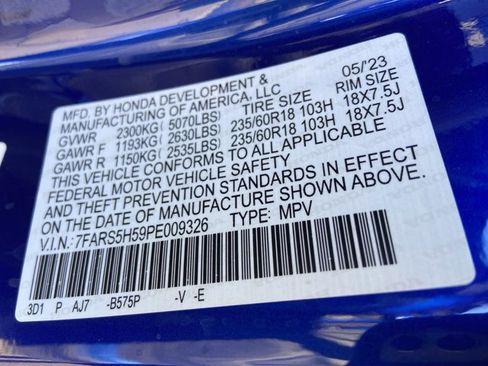 MFD. BY HONDA DEVELOPMENT & 05/'23
MANUFACTURING OF AMERICA, LLC
GVWR 2300KG( 5070LBS) TIRE SIZE RIM SIZE
GAWR F 1193KG( 2630LBS) 235/60R18 103H 18X7.5J
GAWR R 1150KG( 2535LBS) 235/60R18 103H 18X7.5J
THIS VEHICLE CONFORMS TO ALL APPLICABLE
FEDERAL MOTOR VEHICLE SAFETY
AND THEFT PREVENTION STANDARDS IN EFFECT
ON THE DATE OF MANUFACTURE SHOWN ABOVE.
V.I.N.: 7FARS5H59PE009326 TYPE: MPV
3D1 P AJ7 -B575P -V -E